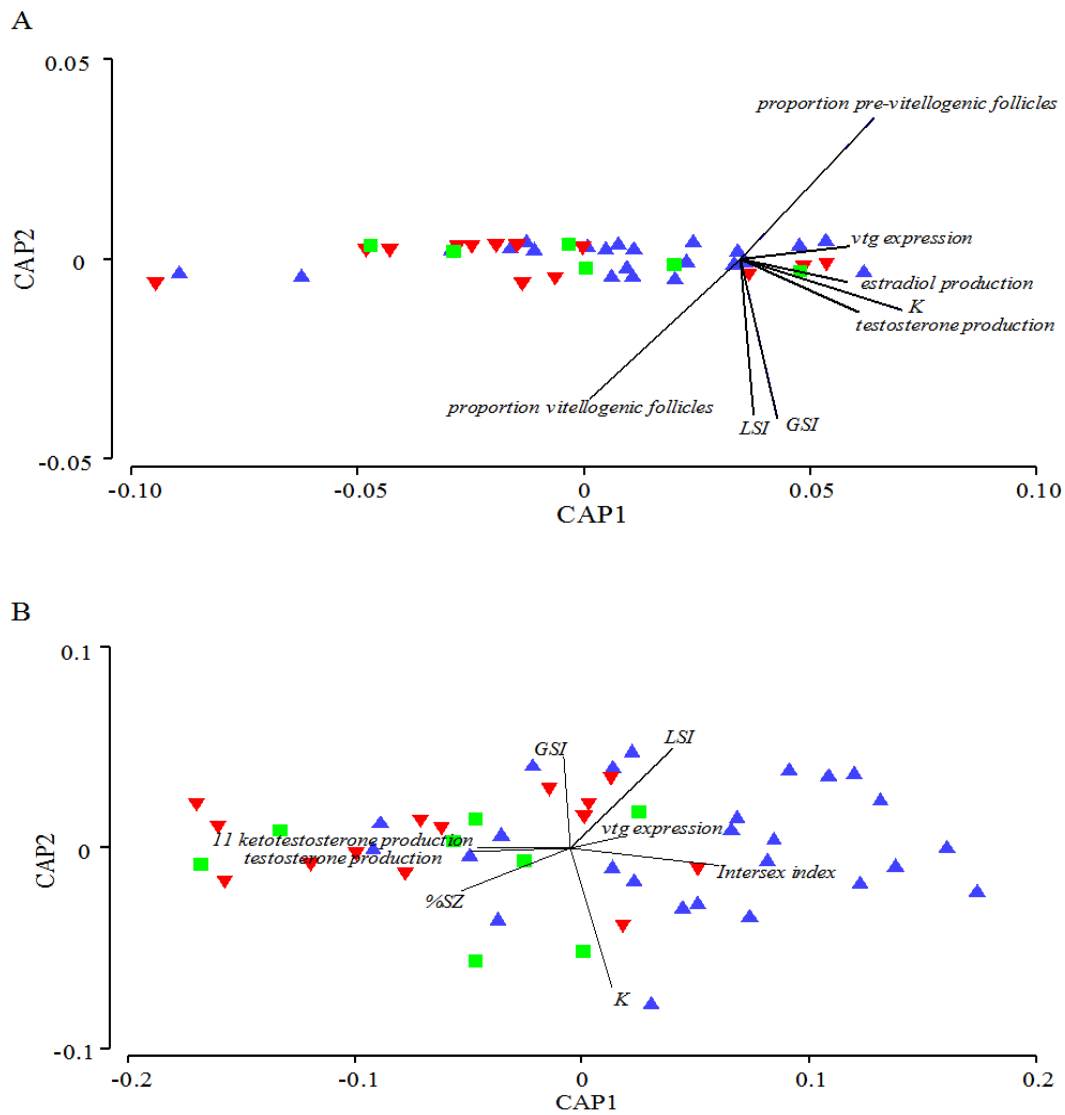 A
0.05
proportion pre-vitellogenic follicles
CAP2
vtg expression
0
estradiol production
K
testosterone production
proportion vitellogenic follicles
LSI GSI
-0.05
-0.10 -0.05 0 0.05 0.10
CAP1
B
0.1
GSI
LSI
CAP2
vtg expression
11 ketotestosterone production
0
testosterone production
Intersex index
%SZ
K
-0.1
-0.2 -0.1 0 0.1 0.2
CAP1